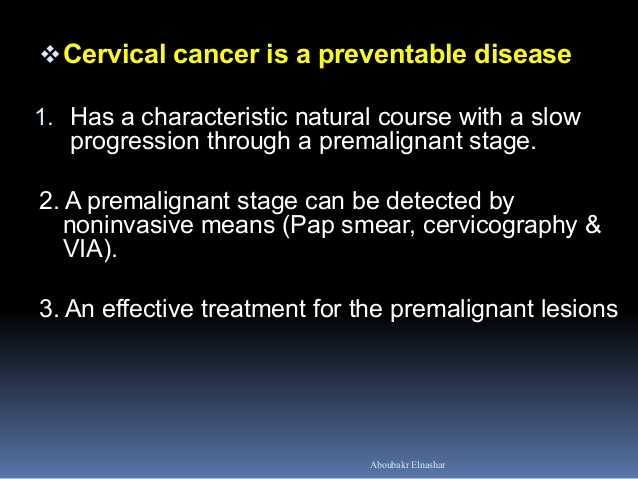 ❖Cervical cancer is a preventable disease
1. Has a characteristic natural course with a slow
progression through a premalignant stage.
2. A premalignant stage can be detected by
noninvasive means (Pap smear, cervicography &
VIA).
3. An effective treatment for the premalignant lesions
Aboubakr Elnashar